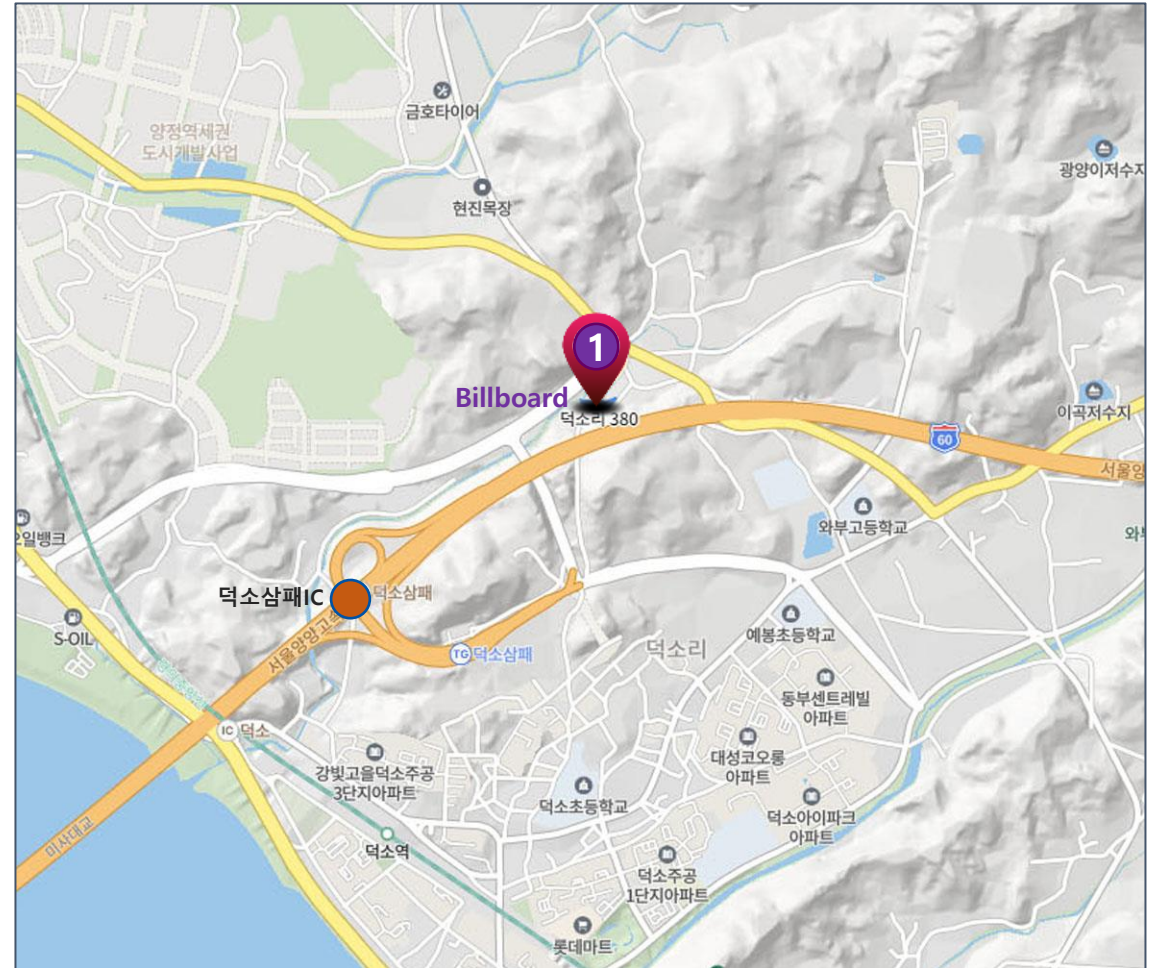 금호타이어
양정역세권
도시개발사업
광양이저수지
현진목장
1
Billboard
덕소리 380
이곡저수지
60
서울양
와부고등학교
와부
오일뱅크
덕소삼패IC
덕소삼패
S-OIL
서울양양고속
예봉초등학교
TG 덕소삼패
덕소리
동부센트레빌
아파트
IC 덕소
대성코오롱
아파트
강빛고을덕소주공
3단지아파트
덕소초등학교
덕소아이파크
아파트
미사대교
덕소역
덕소주공
1단지아파트
롯데마트